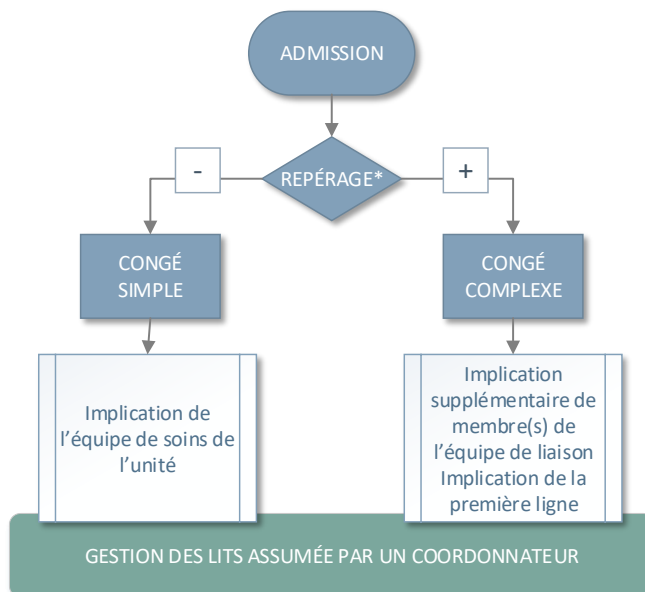 ADMISSION
-
REPÉRAGE*
+
CONGÉ
SIMPLE
CONGÉ
COMPLEXE
Implication de
l’équipe de soins de
l’unité
Implication
supplémentaire de
membre(s) de
l’équipe de liaison
Implication de la
première ligne
GESTION DES LITS ASSUMÉE PAR UN COORDONNATEUR